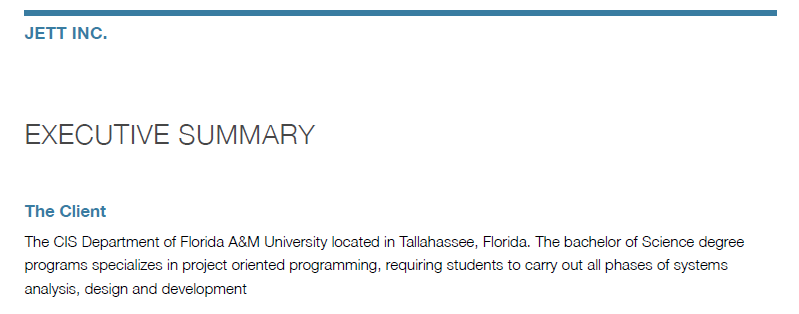 JETT INC.
EXECUTIVE SUMMARY
The Client
The CIS Department of Florida A&M University located in Tallahassee, Florida. The bachelor of Science degree
programs specializes in project oriented programming, requiring students to carry out all phases of systems
analysis, design and development